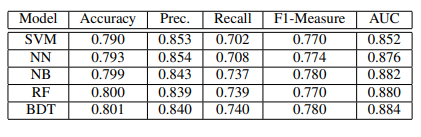 Model Accuracy Prec. Recall F1-Measure AUC
SVM 0.790 0.853 0.702 0.770 0.852
NN 0.793 0.854 0.708 0.774 0.876
NB 0.799 0.843 0.737 0.780 0.882
RF 0.800 0.839 0.739 0.770 0.880
BDT 0.801 0.840 0.740 0.780 0.884